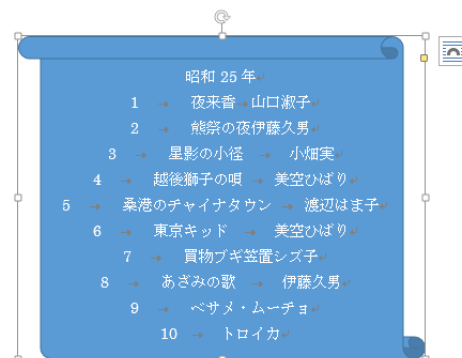 昭和 25 年
1 → 夜来香→山口淑子
2 → 熊祭の夜伊藤久男
3 → 星影の小径 → 小畑実
4 → 越後獅子の唄 → 美空ひばり
5 → 桑港のチャイナタウン → 渡辺はま子
6 → 東京キッド → 美空ひばり
7 → 買物ブギ笠置シズ子
8 → あざみの歌 → 伊藤久男
9 → ベサメ・ムーチョ
10 → トロイカ